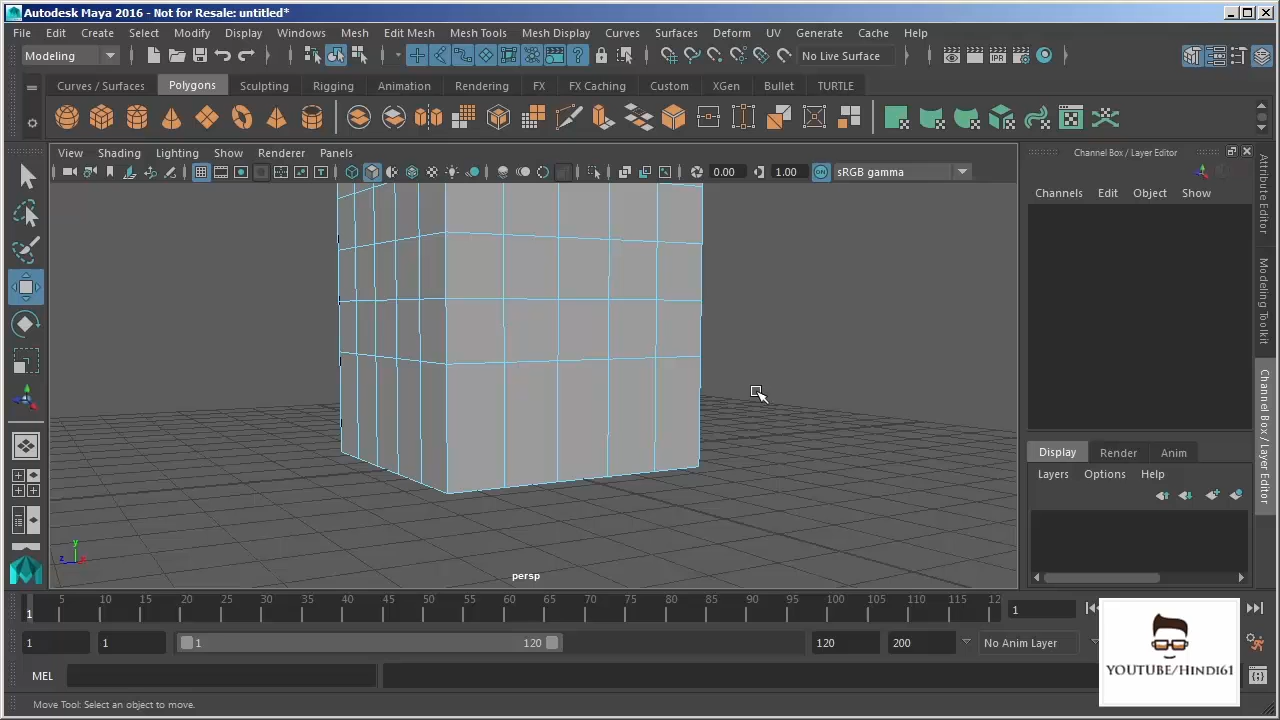 Autodesk Maya 2016 - Not for Resale: untitled*
File Edit Create Select Modify Display Windows Mesh Edit Mesh Mesh Tools Mesh Display Curves Surfaces Deform UV Generate Cache Help
Modeling
No Live Surface
IPR
Curves / Surfaces Polygons Sculpting Rigging Animation Rendering FX FX Caching Custom XGen Bullet TURTLE
View Shading Lighting Show Renderer Panels
0.00 1.00 ON sRGB gamma
Channel Box / Layer Editor
Channels Edit Object Show
Attribute Editor
Modeling Toolkit
Channel Box / Layer Editor
Display Render Anim
Layers Options Help
y
z x
persp
1 5 10 15 20 25 30 35 40 45 50 55 60 65 70 75 80 85 90 95 100 105 110 115 12
1
1 1 1 120 120 200 No Anim Layer
MEL
Move Tool: Select an object to move.
YOUTUBE/HINDI61